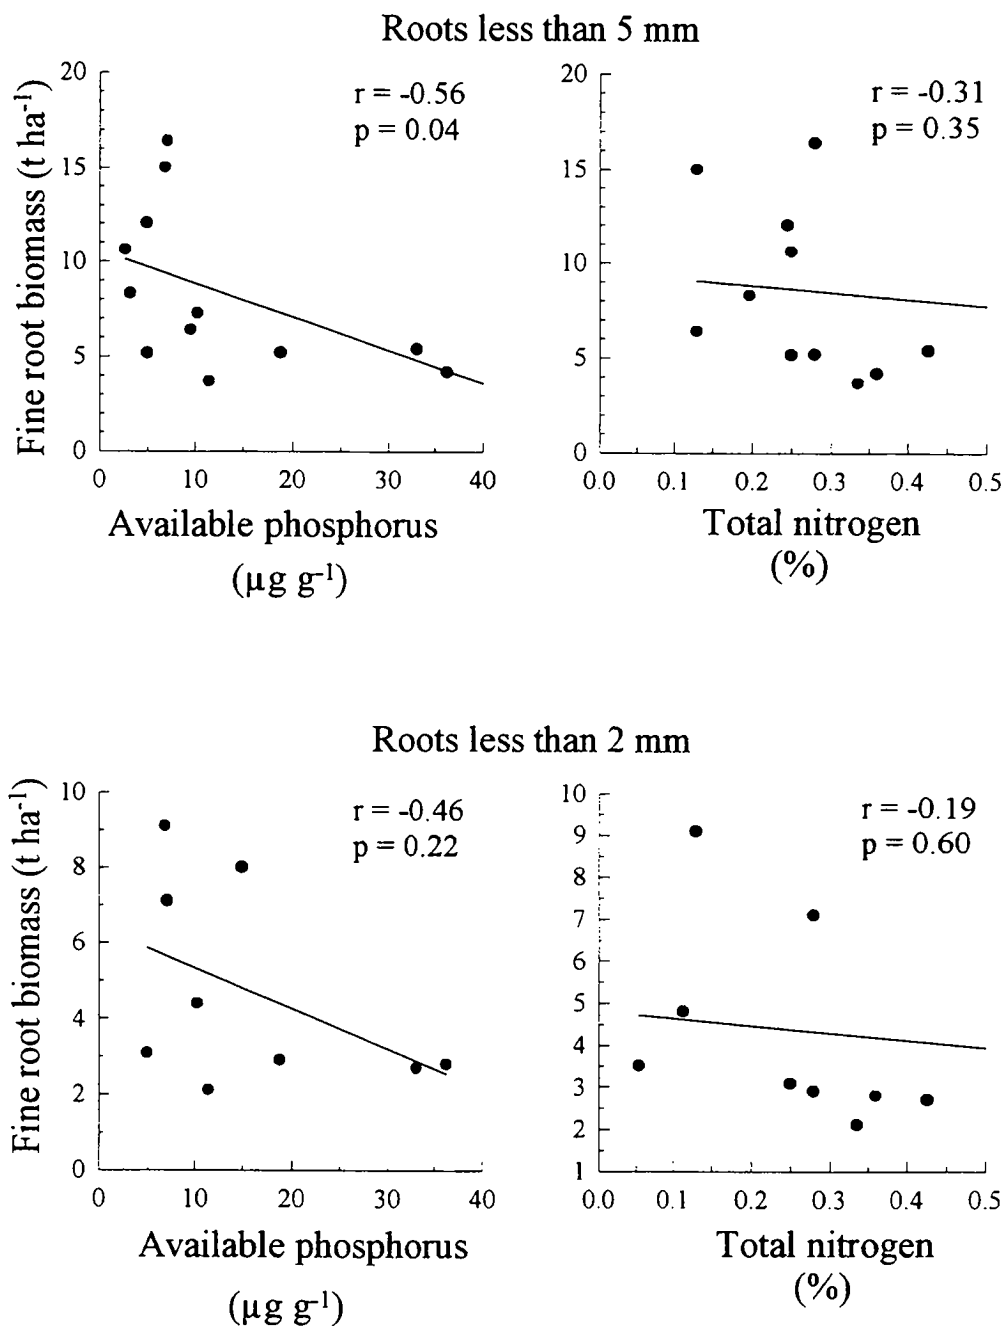 Roots less than 5 mm
Fine root biomass (t ha⁻¹)
20
15
10
5
0
r = -0.56
p = 0.04
0 10 20 30 40
Available phosphorus
(µg g⁻¹)
20
15
10
5
0
r = -0.31
p = 0.35
0.0 0.1 0.2 0.3 0.4 0.5
Total nitrogen
(%)
Roots less than 2 mm
Fine root biomass (t ha⁻¹)
10
8
6
4
2
0
r = -0.46
p = 0.22
0 10 20 30 40
Available phosphorus
(µg g⁻¹)
10
9
8
7
6
5
4
3
2
1
r = -0.19
p = 0.60
0.0 0.1 0.2 0.3 0.4 0.5
Total nitrogen
(%)